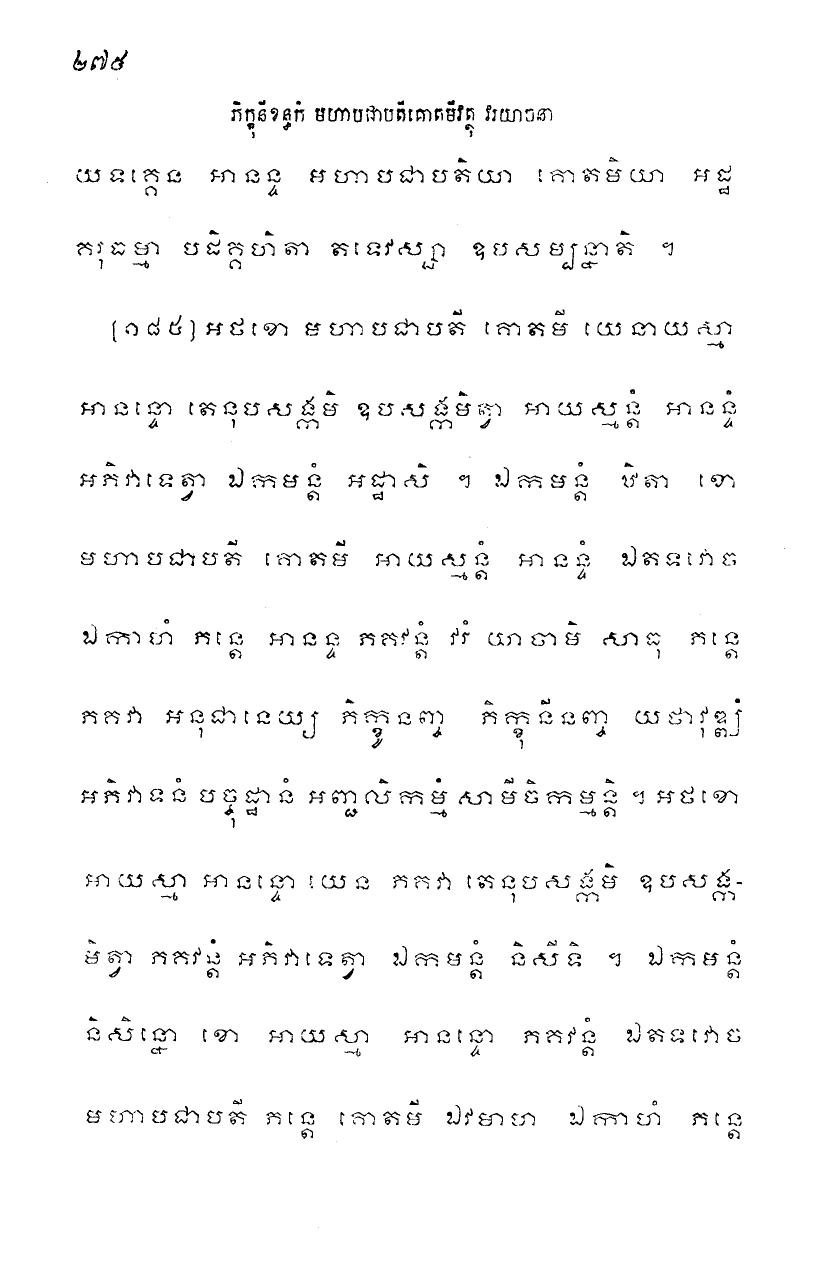 ២៧៥
ភិក្ខុនីខន្ធកំ មហាបជាបតីគោតមីវត្ថុ វរយាចនា
យទគ្គេន អានន្ទ មហាបជាបតិយា គោតមិយា អដ្ឋ
ករុធម្មា បដិគ្គហិតា តទេវស្សា ឧបសម្បន្នាតិ ។
[១៨៥] អថខោ មហាបជាបតី គោតមី យេនាយស្មា
អានន្ទោ តេនុបសង្កមិ ឧបសង្កមិត្វា អាយស្មន្តំ អានន្ទំ
អភិវាទេត្វា ឯកមន្តំ អដ្ឋាសិ ។ ឯកមន្តំ ឋិតា ខោ
មហាបជាបតី គោតមី អាយស្មន្តំ អានន្ទំ ឯតទវោច
ឯកាហំ ភន្តេ អានន្ទ ភគវន្តំ វរំ យាចាមិ សាធុ ភន្តេ
ភគវា អនុជានេយ្យ ភិក្ខូនញ្ច ភិក្ខុនីនញ្ច យថាវុឌ្ឍំ
អភិវាទនំ បច្ចុដ្ឋានំ អញ្ជលិកម្មំ សាមីចិកម្មន្តិ ។ អថខោ
អាយស្មា អានន្ទោ យេន ភគវា តេនុបសង្កមិ ឧបសង្ក-
មិត្វា ភគវន្តំ អភិវាទេត្វា ឯកមន្តំ និសីទិ ។ ឯកមន្តំ
និសិន្នោ ខោ អាយស្មា អានន្ទោ ភគវន្តំ ឯតទវោច
មហាបជាបតី ភន្តេ គោតមី ឯវមាហ ឯកាហំ ភន្តេ